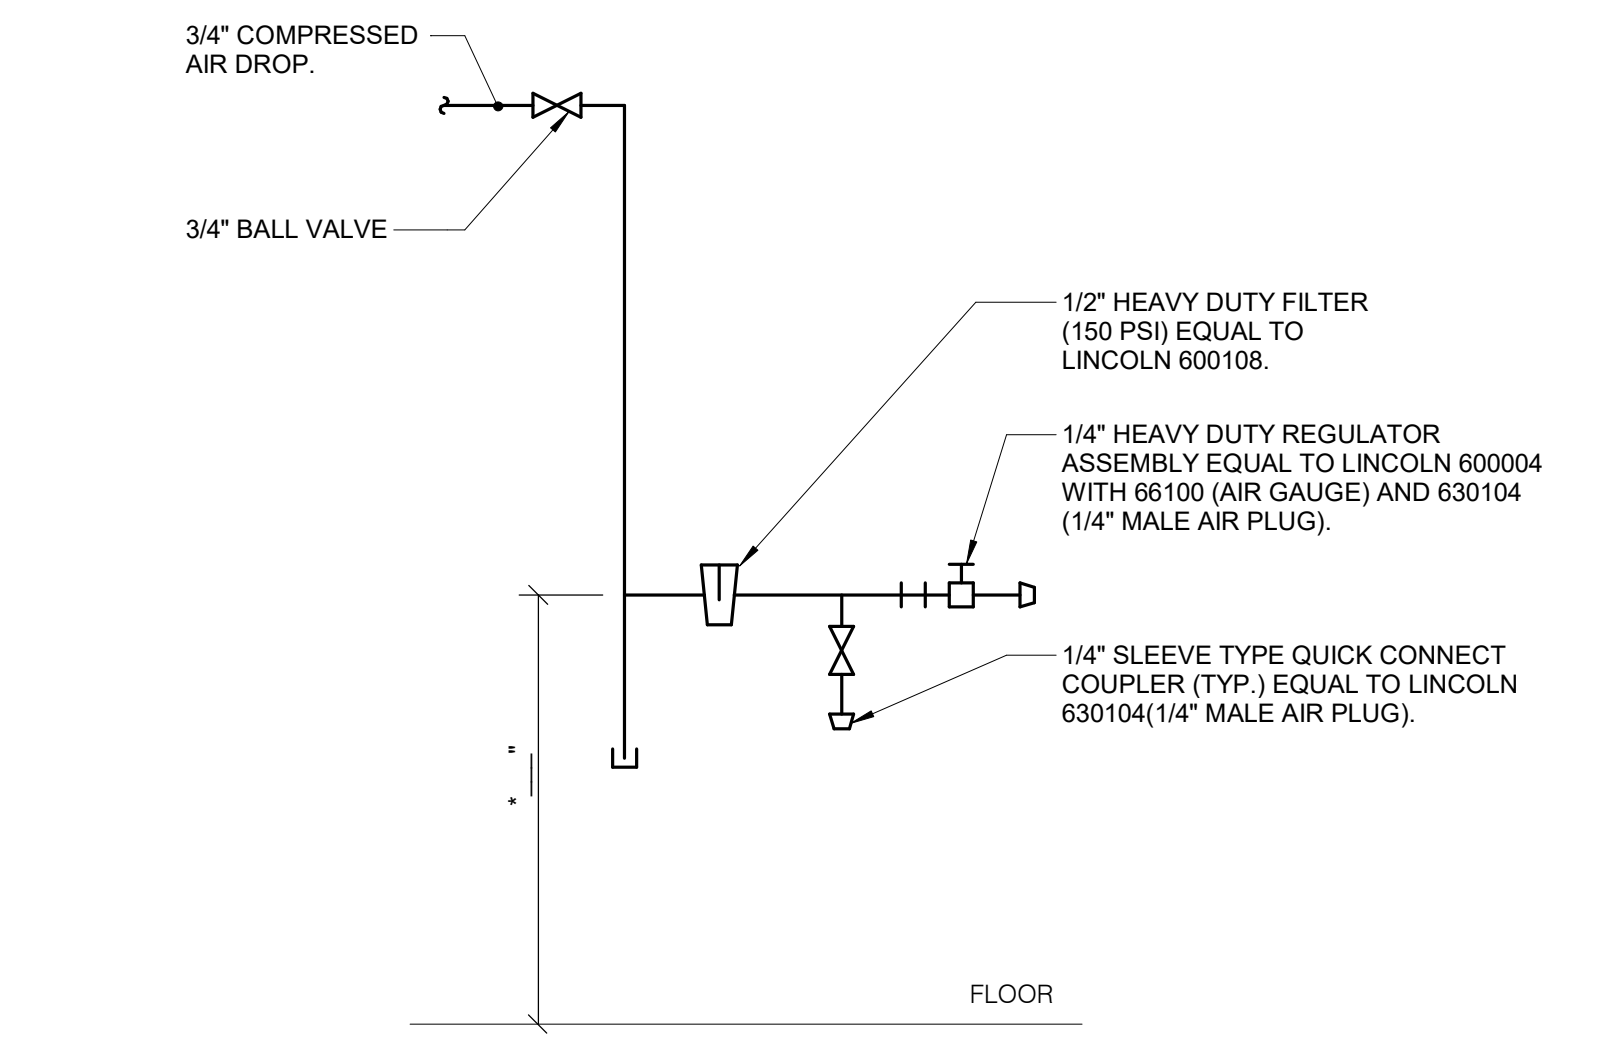 3/4" COMPRESSED
AIR DROP.
3/4" BALL VALVE
1/2" HEAVY DUTY FILTER
(150 PSI) EQUAL TO
LINCOLN 600108.
1/4" HEAVY DUTY REGULATOR
ASSEMBLY EQUAL TO LINCOLN 600004
WITH 66100 (AIR GAUGE) AND 630104
(1/4" MALE AIR PLUG).
1/4" SLEEVE TYPE QUICK CONNECT
COUPLER (TYP.) EQUAL TO LINCOLN
630104(1/4" MALE AIR PLUG).
* __ "
FLOOR